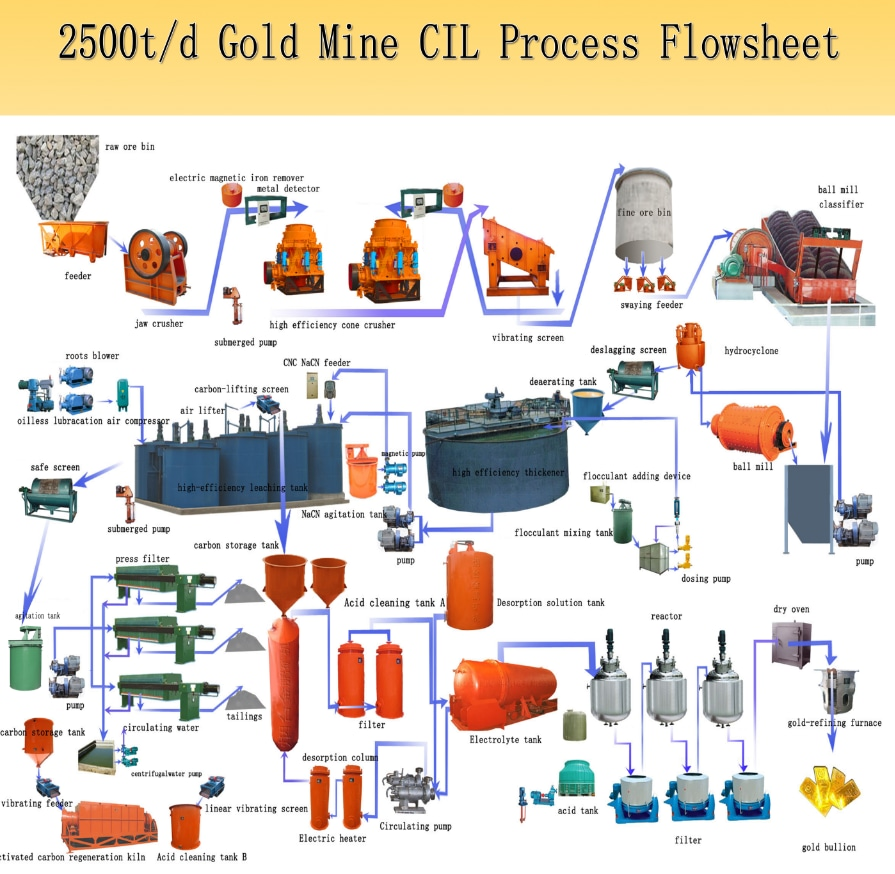 2500t/d Gold Mine CIL Process Flowsheet
raw ore bin
electric magnetic iron remover
metal detector
ball mill
classifier
fine ore bin
feeder
swaying feeder
jaw crusher
high efficiency cone crusher
vibrating screen
submerged pump
roots blower
CNC NaCN feeder
deslagging screen
hydrocyclone
carbon-lifting screen
deaerating tank
air lifter
oilless lubracation air compressor
magnetic pump
safe screen
high efficiency thickener
ball mill
flocculant adding device
high-efficiency leaching tank
NaCN agitation tank
submerged pump
flocculant mixing tank
carbon storage tank
pump
pump
press filter
dosing pump
Acid cleaning tank A
Desorption solution tank
agitation tank
reactor
dry oven
pump
tailings
filter
gold-refining furnace
carbon storage tank
circulating water
Electrolyte tank
desorption column
centrifugalwater pump
vibrating feeder
linear vibrating screen
acid tank
Circulating pump
Electric heater
filter
gold bullion
ctivated carbon regeneration kiln
Acid cleaning tank B